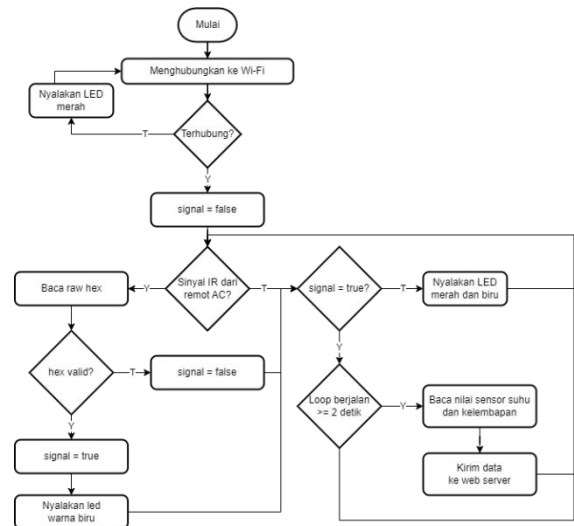 Mulai
Menghubungkan ke Wi-Fi
Nyalakan LED
merah
T
Terhubung?
Y
signal = false
Baca raw hex
Y
Sinyal IR dari
remot AC?
T
signal = true?
T
Nyalakan LED
merah dan biru
Y
hex valid?
T
signal = false
Y
Loop berjalan
>= 2 detik
Y
Baca nilai sensor suhu
dan kelembapan
signal = true
Kirim data
ke web server
Nyalakan led
warna biru